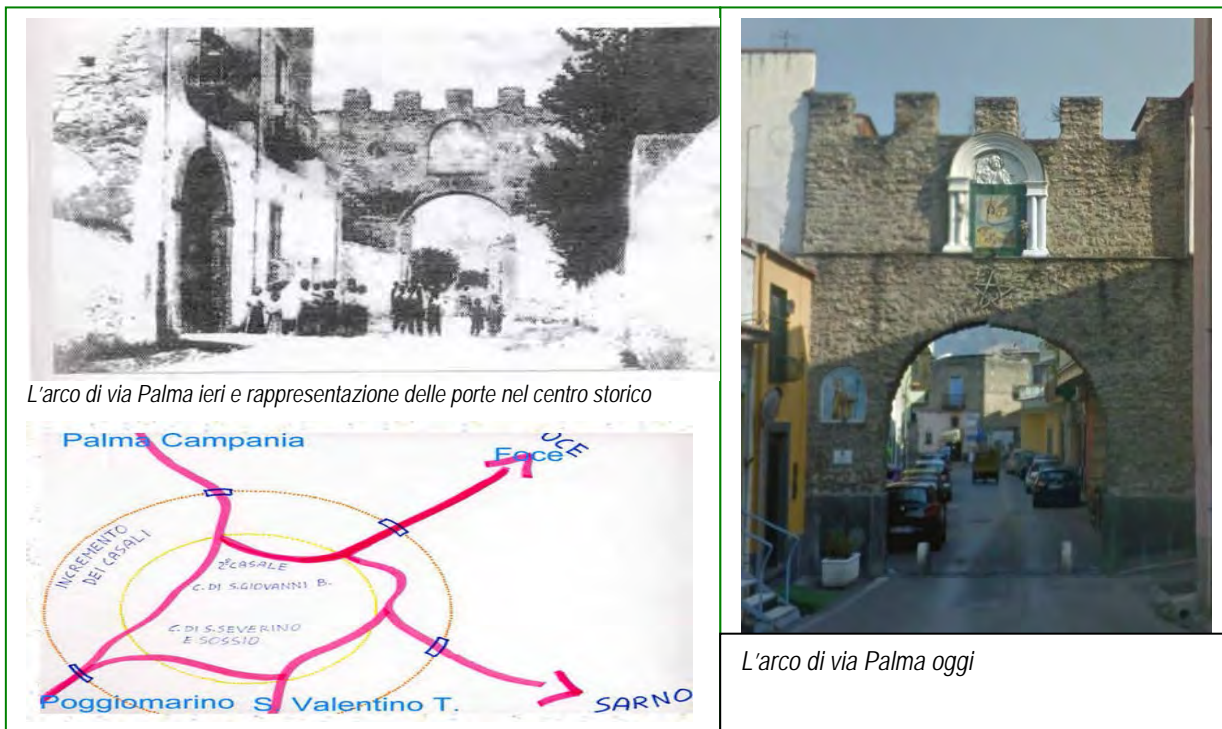 L'arco di via Palma ieri e rappresentazione delle porte nel centro storico
Palma Campania
Foce
INCREMENTO
DEI CASALI
2° CASALE
C. DI S. GIOVANNI B.
C. DI S. SEVERINO
E SOSSIO
Poggiomarino
S. Valentino T.
SARNO
L'arco di via Palma oggi